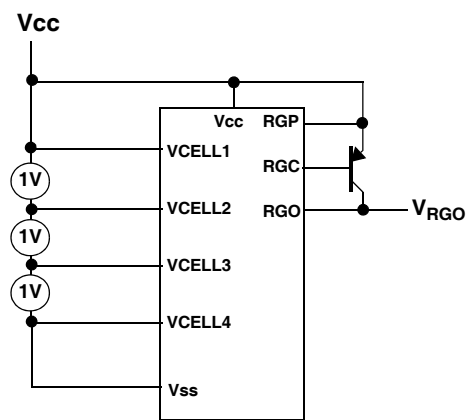 Vcc
Vcc
RGP
VCELL1
RGC
1V
VCELL2
RGO
VRGO
1V
VCELL3
1V
VCELL4
Vss